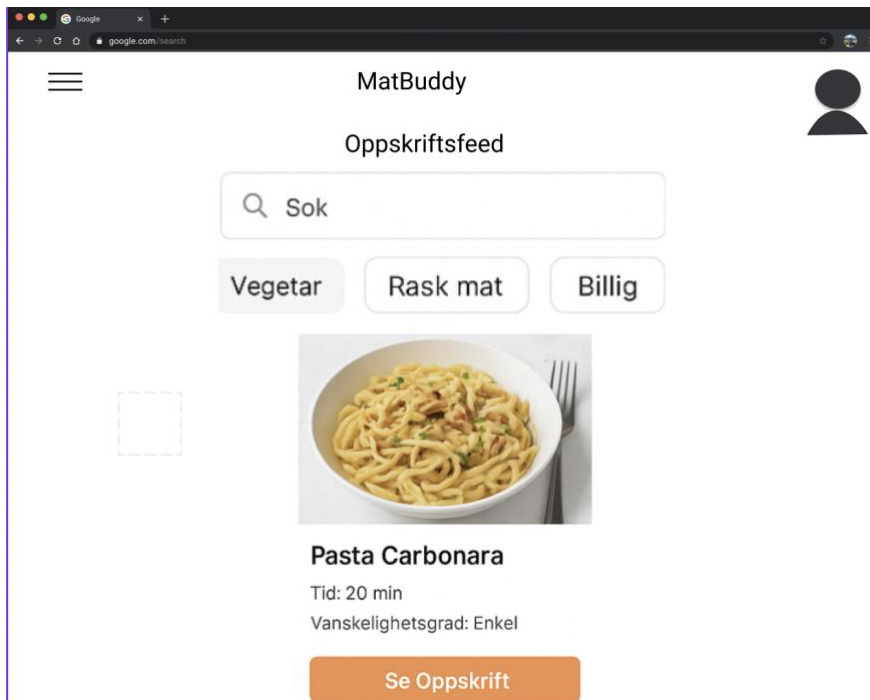 Google
google.com/search
MatBuddy
Oppskriftsfeed
Sok
Vegetar Rask mat Billig
Pasta Carbonara
Tid: 20 min
Vanskelighetsgrad: Enkel
Se Oppskrift